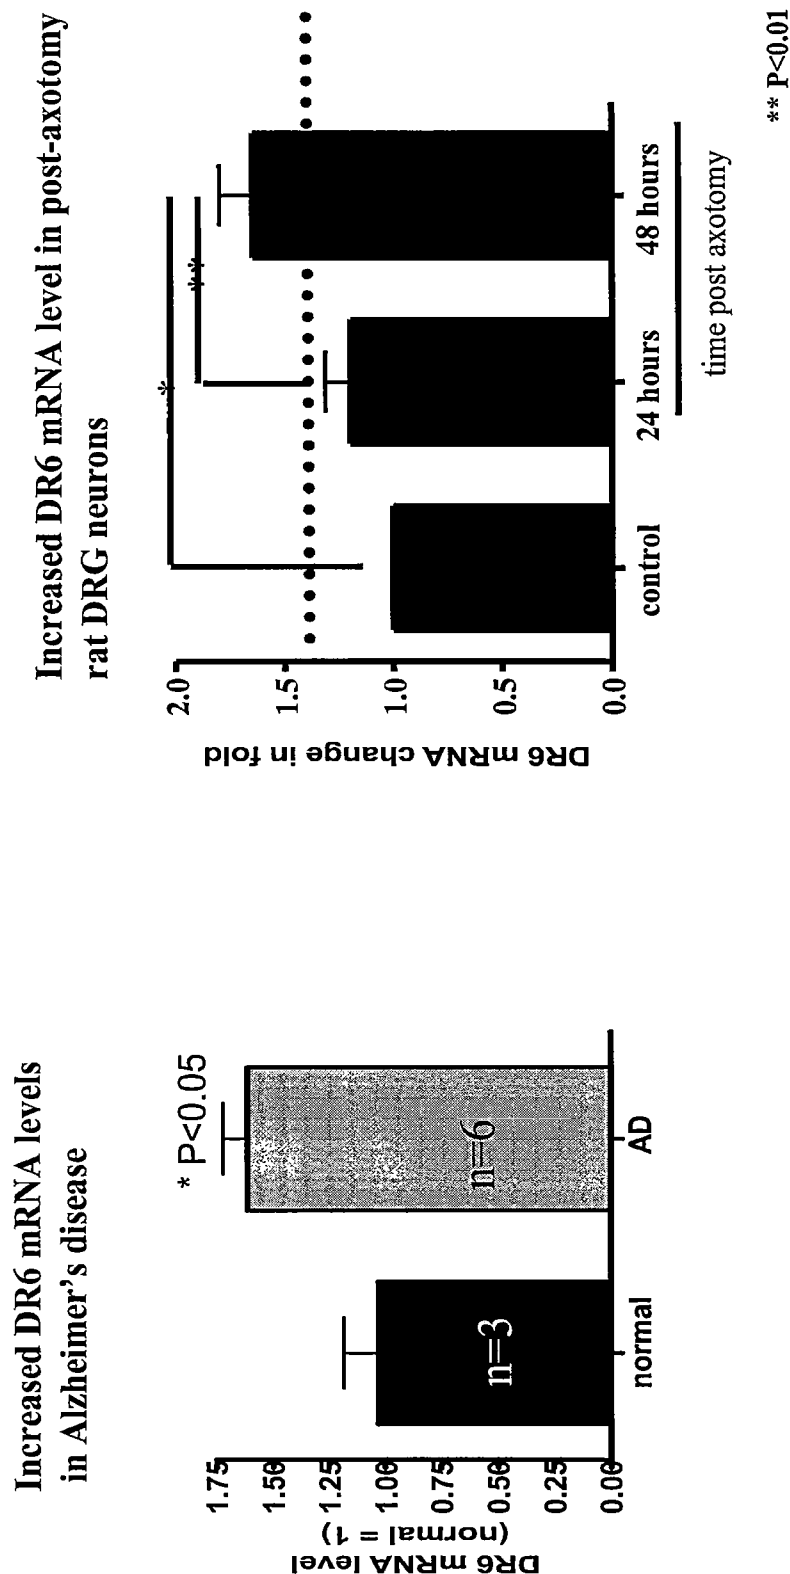 Increased DR6 mRNA levels
in Alzheimer's disease
* P<0.05
DR6 mRNA level
(normal = 1)
1.75
1.50
1.25
1.00
0.75
0.50
0.25
0.00
n=3
n=6
normal
AD
Increased DR6 mRNA level in post-axotomy
rat DRG neurons
DR6 mRNA change in fold
2.0
1.5
1.0
0.5
0.0
*
**
control
24 hours
48 hours
time post axotomy
** P<0.01